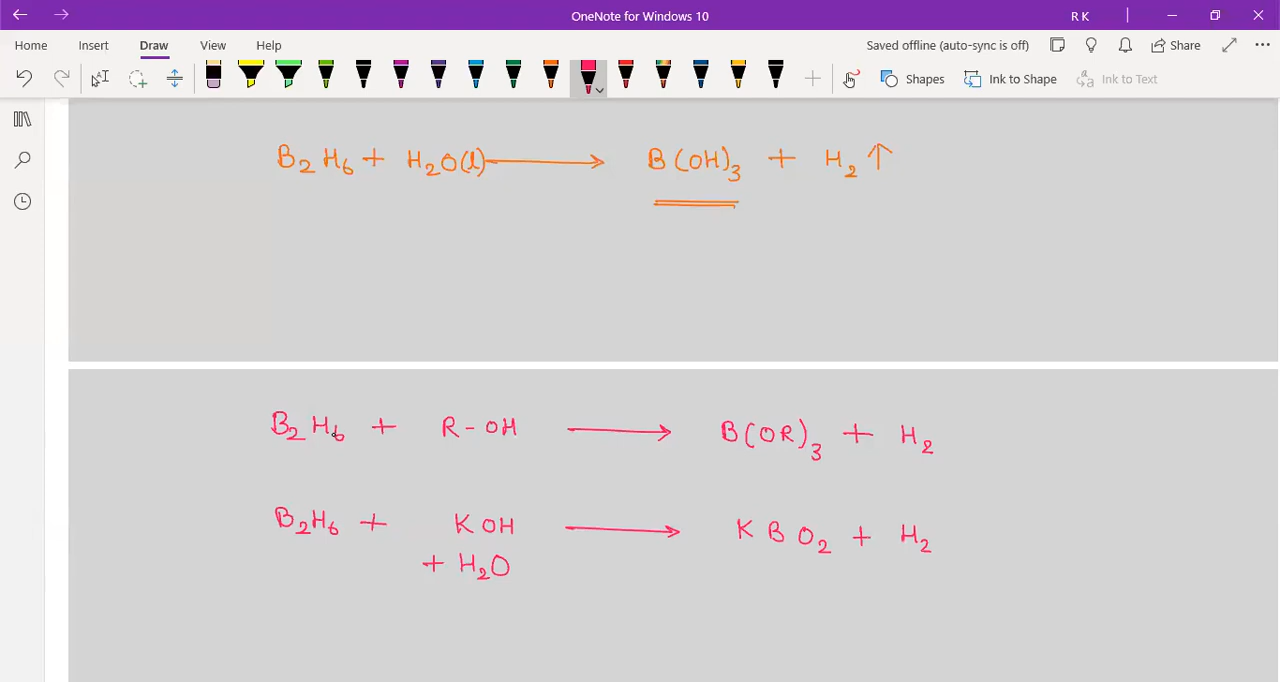 OneNote for Windows 10
R K
Home Insert Draw View Help
Saved offline (auto-sync is off)
Share
Shapes
Ink to Shape
Ink to Text
B₂H₆ + H₂O(l) ⟶ B(OH)₃ + H₂ ↑
B₂H₆ + R-OH ⟶ B(OR)₃ + H₂
B₂H₆ + KOH ⟶ KBO₂ + H₂
+ H₂O